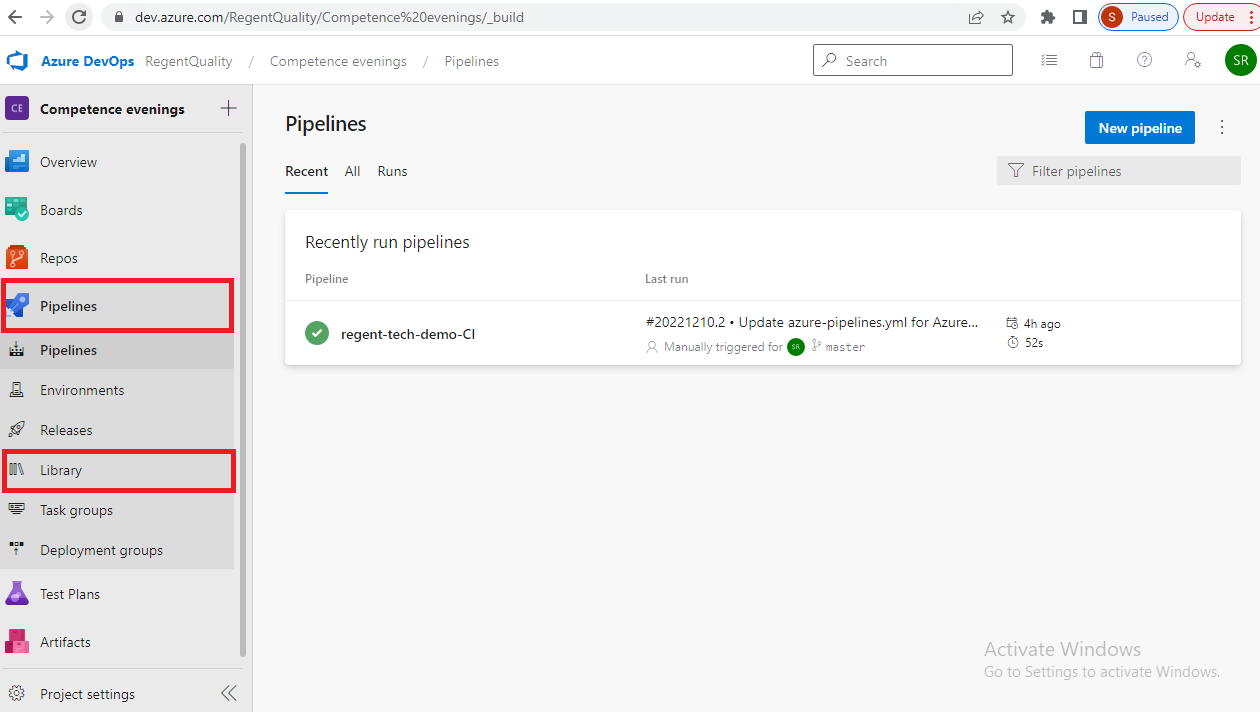 dev.azure.com/RegentQuality/Competence%20evenings/_build
S Paused
Update
Azure DevOps RegentQuality / Competence evenings / Pipelines
Search
SR
CE Competence evenings
Overview
Boards
Repos
Pipelines
Pipelines
Environments
Releases
Library
Task groups
Deployment groups
Test Plans
Artifacts
Project settings
Pipelines
New pipeline
Recent All Runs
Filter pipelines
Recently run pipelines
Pipeline Last run
regent-tech-demo-CI
#20221210.2 • Update azure-pipelines.yml for Azure...
Manually triggered for SR master
4h ago
52s
Activate Windows
Go to Settings to activate Windows.